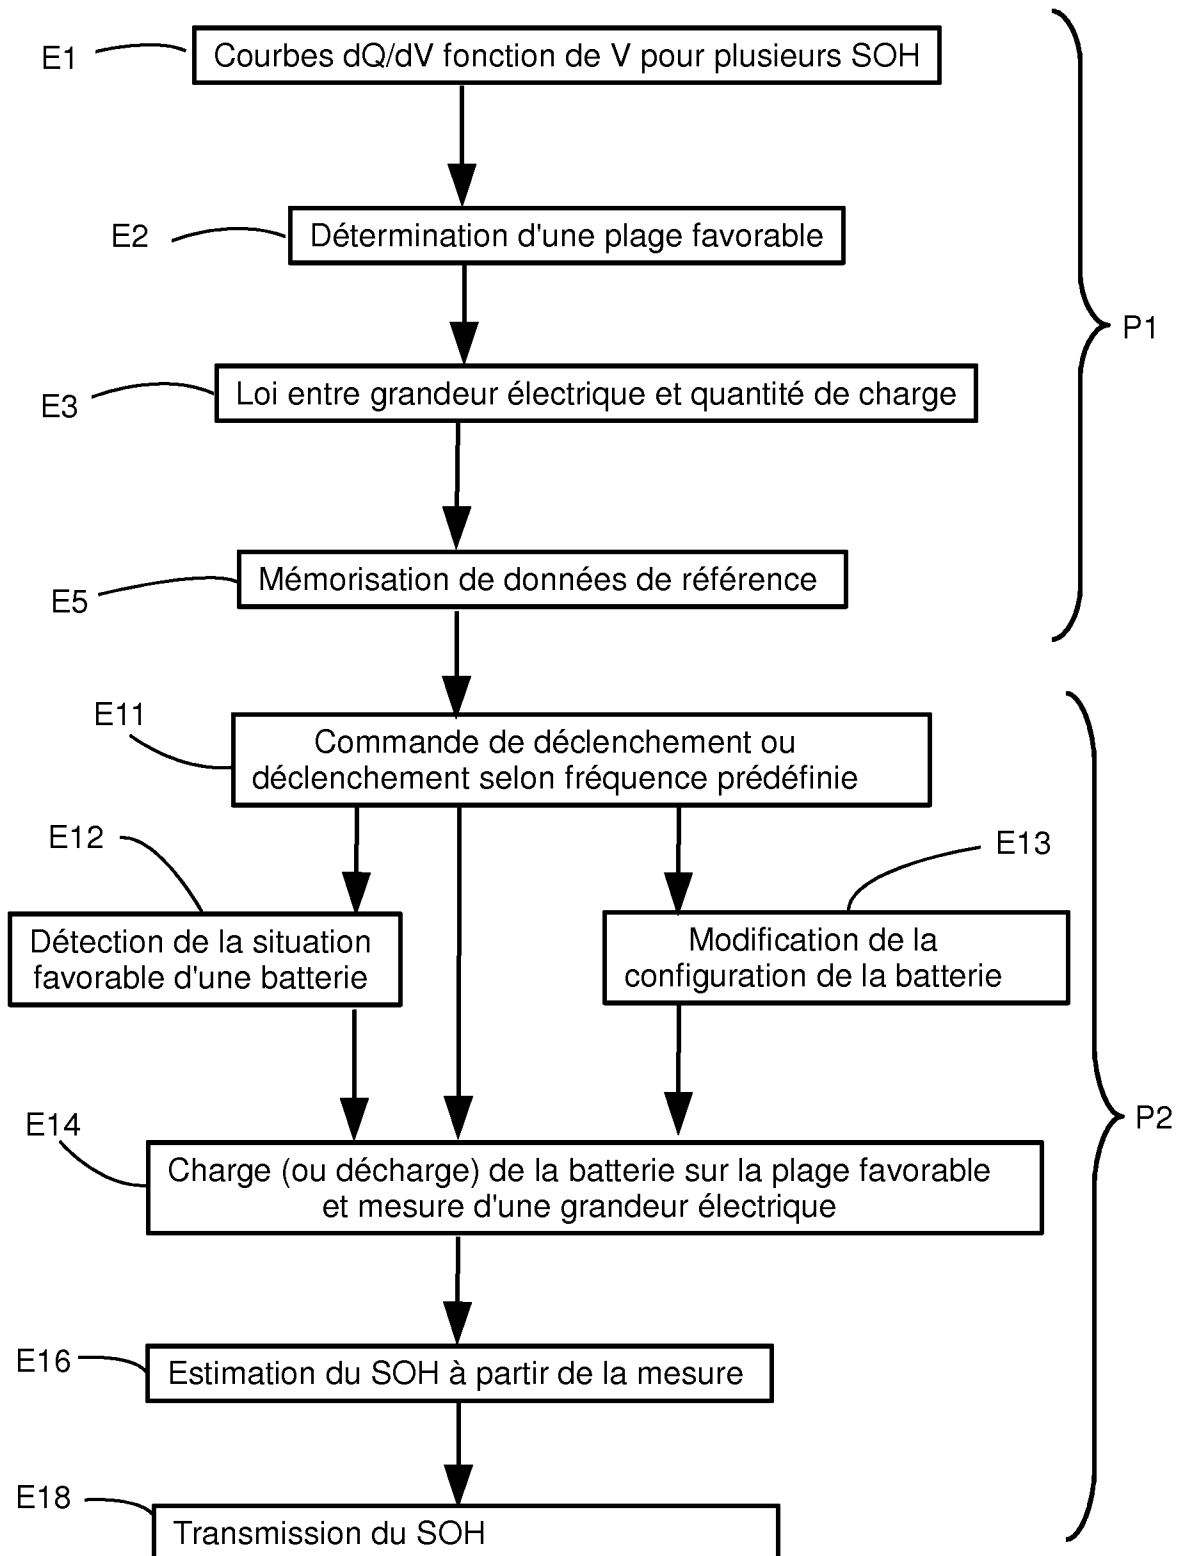 E1
Courbes dQ/dV fonction de V pour plusieurs SOH
E2
Détermination d'une plage favorable
P1
E3
Loi entre grandeur électrique et quantité de charge
E5
Mémorisation de données de référence
E11
Commande de déclenchement ou
déclenchement selon fréquence prédéfinie
E12
E13
Détection de la situation
favorable d'une batterie
Modification de la
configuration de la batterie
E14
P2
Charge (ou décharge) de la batterie sur la plage favorable
et mesure d'une grandeur électrique
E16
Estimation du SOH à partir de la mesure
E18
Transmission du SOH